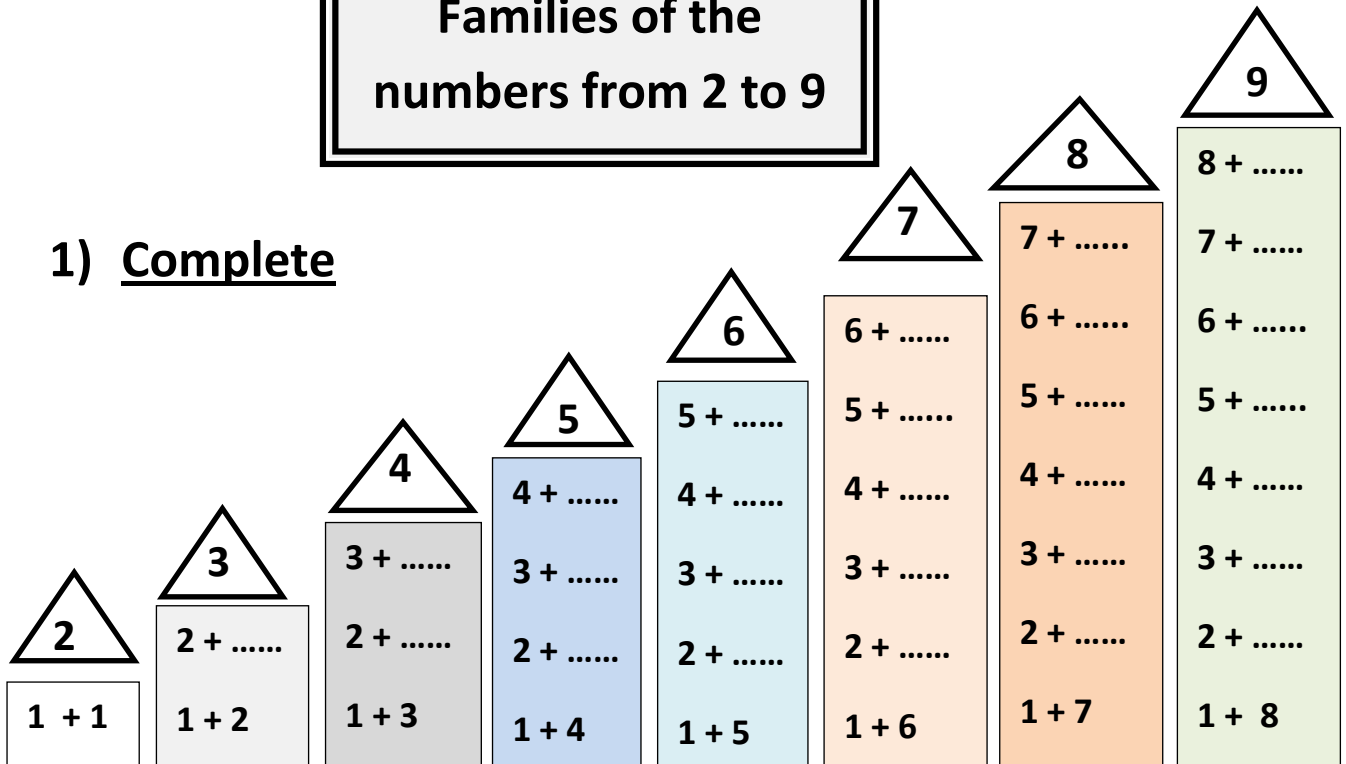 Families of the
numbers from 2 to 9
1) Complete
2
1 + 1
3
2 + ......
1 + 2
4
3 + ......
2 + ......
1 + 3
5
4 + ......
3 + ......
2 + ......
1 + 4
6
5 + ......
4 + ......
3 + ......
2 + ......
1 + 5
7
6 + ......
5 + ......
4 + ......
3 + ......
2 + ......
1 + 6
8
7 + ......
6 + ......
5 + ......
4 + ......
3 + ......
2 + ......
1 + 7
9
8 + ......
7 + ......
6 + ......
5 + ......
4 + ......
3 + ......
2 + ......
1 + 8